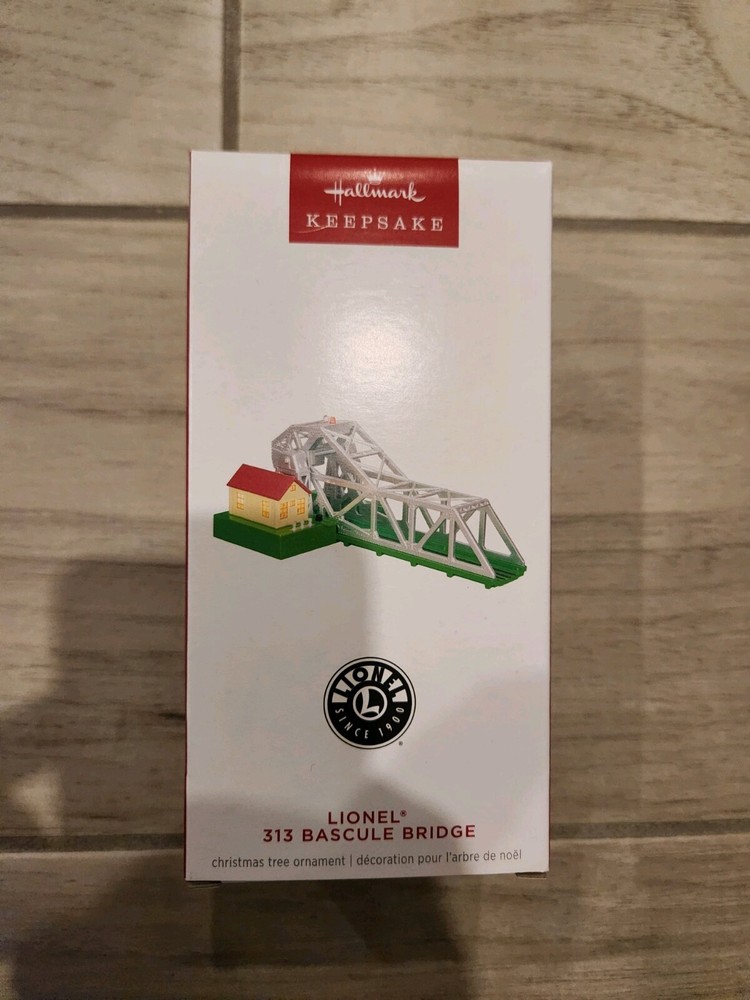 Hallmark
KEEPSAKE
LIONEL
L
SINCE 1900
®
LIONEL®
313 BASCULE BRIDGE
christmas tree ornament | décoration pour l'arbre de noël